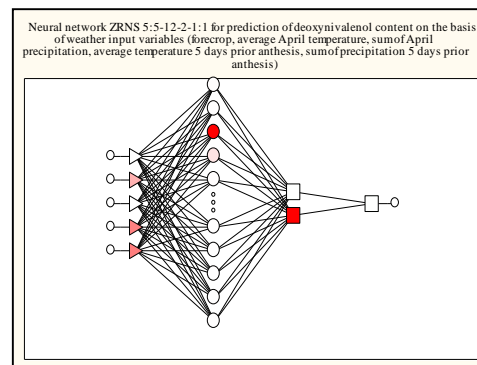 Neural network ZRNS 5:5-12-2-1:1 for prediction of deoxynivalenol content on the basis
of weather input variables (forecrop, average April temperature, sum of April
precipitation, average temperature 5 days prior anthesis, sum of precipitation 5 days prior
anthesis)